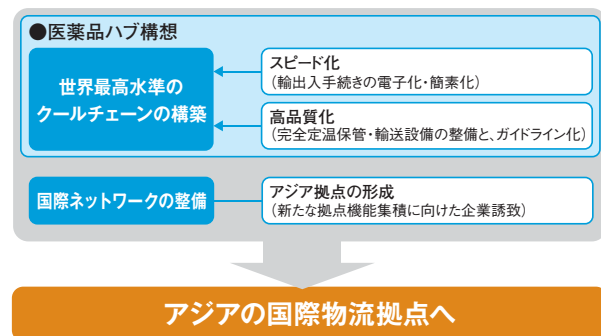 ●医薬品ハブ構想
世界最高水準の
クールチェーンの構築
スピード化
(輸出入手続きの電子化・簡素化)
高品質化
(完全定温保管・輸送設備の整備と、ガイドライン化)
国際ネットワークの整備
アジア拠点の形成
(新たな拠点機能集積に向けた企業誘致)
アジアの国際物流拠点へ